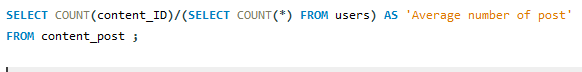 SELECT COUNT(content_ID)/(SELECT COUNT(*) FROM users) AS 'Average number of post'
FROM content_post ;